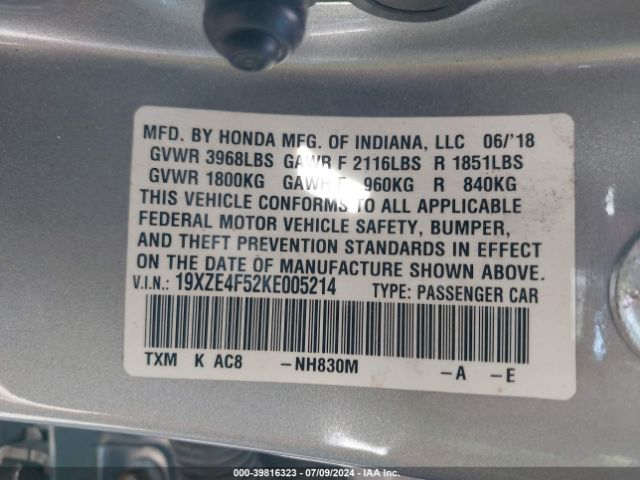 MFD. BY HONDA MFG. OF INDIANA, LLC 06/'18
GVWR 3968LBS GAWR F 2116LBS R 1851LBS
GVWR 1800KG GAWR F 960KG R 840KG
THIS VEHICLE CONFORMS TO ALL APPLICABLE
FEDERAL MOTOR VEHICLE SAFETY, BUMPER,
AND THEFT PREVENTION STANDARDS IN EFFECT
ON THE DATE OF MANUFACTURE SHOWN ABOVE.
V.I.N.: 19XZE4F52KE005214 TYPE: PASSENGER CAR
TXM K AC8 -NH830M -A -E
000-39816323 - 07/09/2024 - IAA Inc.